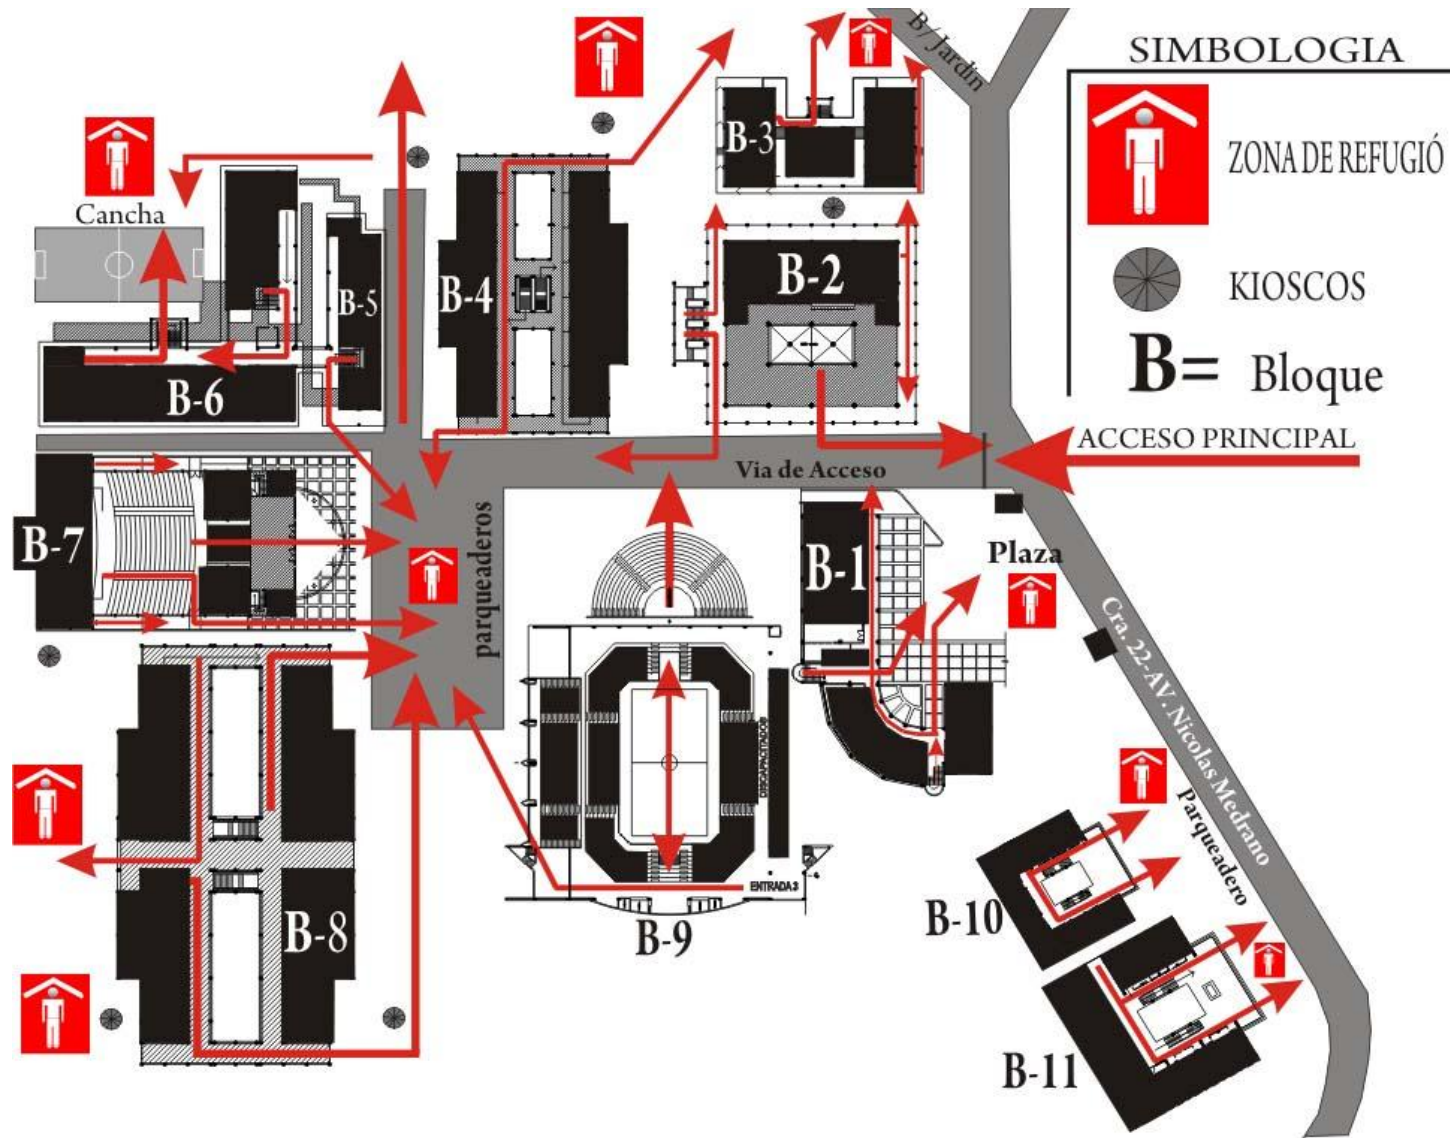 SIMBOLOGIA
ZONA DE REFUGIÓ
KIOSCOS
B= Bloque
ACCESO PRINCIPAL
B/ Jardin
B-3
Cancha
B-2
B-4
B-5
B-6
Via de Acceso
B-7
parqueaderos
B-1
Plaza
Cra. 22-AV. Nicolas Medrano
DISCAPACITADOS
Parqueadero
ENTRADA 3
B-8
B-9
B-10
B-11